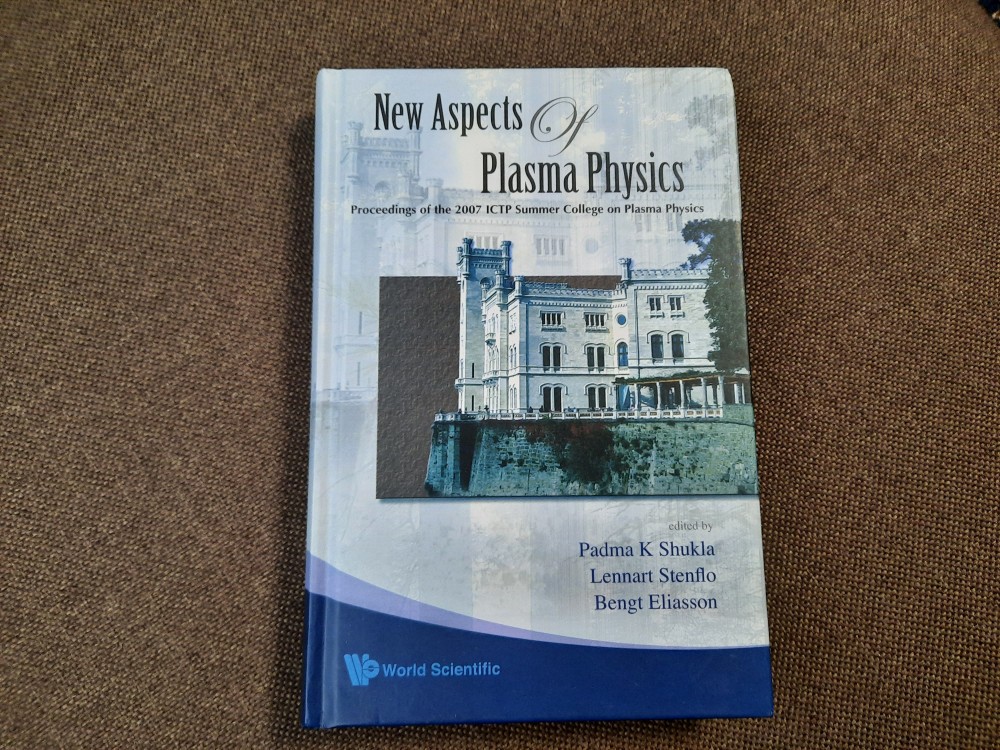 New Aspects Of
Plasma Physics
Proceedings of the 2007 ICTP Summer College on Plasma Physics
edited by
Padma K Shukla
Lennart Stenflo
Bengt Eliasson
World Scientific